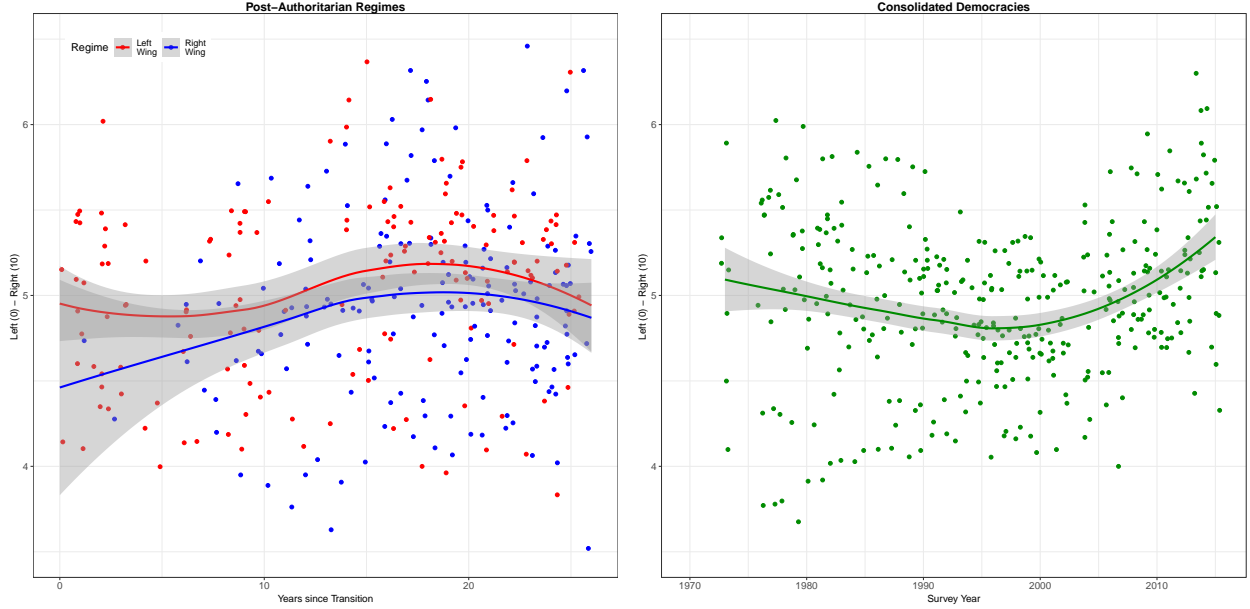 Post−Authoritarian Regimes
Regime
Left
Wing
Right
Wing
Left (0) − Right (10)
6
5
4
0
10
20
Years since Transition
Consolidated Democracies
Left (0) − Right (10)
6
5
4
1970
1980
1990
2000
2010
Survey Year